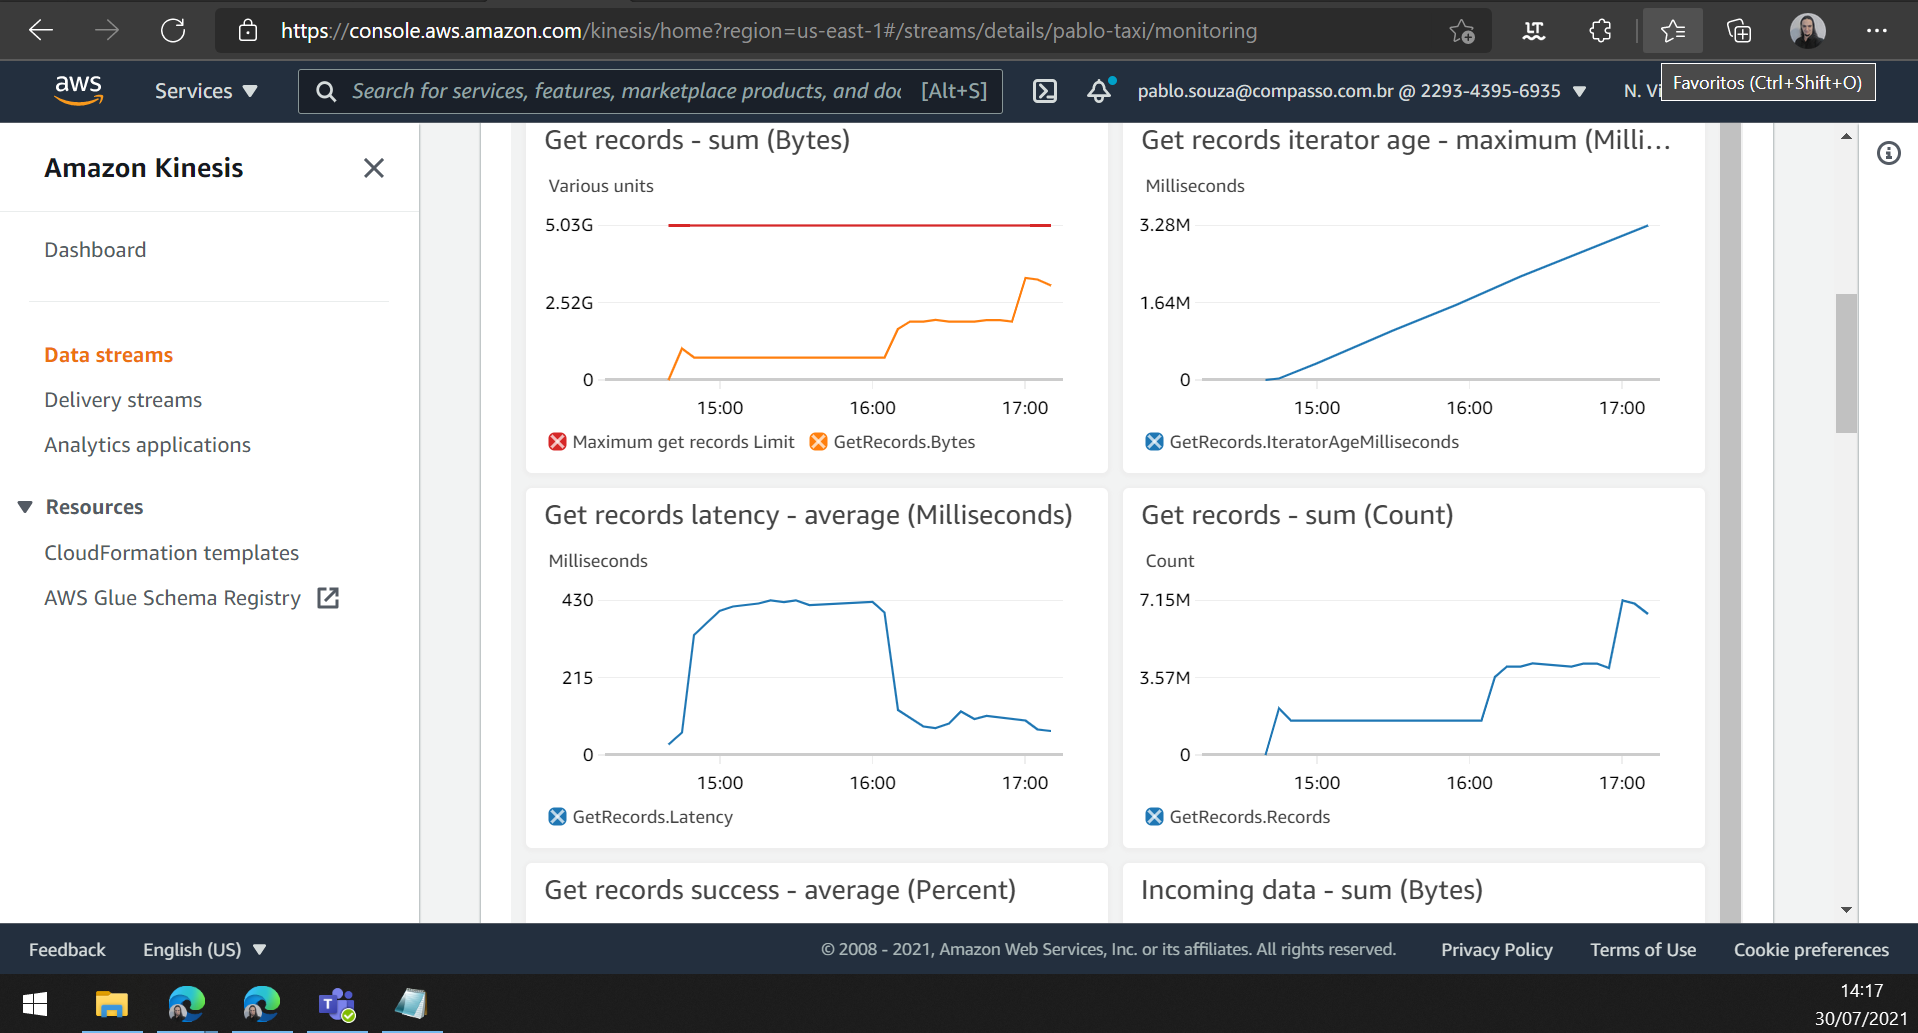 https://console.aws.amazon.com/kinesis/home?region=us-east-1#/streams/details/pablo-taxi/monitoring
LT
Favoritos (Ctrl+Shift+O)
aws
Services
Search for services, features, marketplace products, and doc
[Alt+S]
pablo.souza@compasso.com.br @ 2293-4395-6935
N. Vi
Amazon Kinesis
Dashboard
Data streams
Delivery streams
Analytics applications
Resources
CloudFormation templates
AWS Glue Schema Registry
Get records - sum (Bytes)
Various units
5.03G
2.52G
0
15:00 16:00 17:00
Maximum get records Limit GetRecords.Bytes
Get records iterator age - maximum (Milli...
Milliseconds
3.28M
1.64M
0
15:00 16:00 17:00
GetRecords.IteratorAgeMilliseconds
Get records latency - average (Milliseconds)
Milliseconds
430
215
0
15:00 16:00 17:00
GetRecords.Latency
Get records - sum (Count)
Count
7.15M
3.57M
0
15:00 16:00 17:00
GetRecords.Records
Get records success - average (Percent)
Incoming data - sum (Bytes)
Feedback
English (US)
© 2008 - 2021, Amazon Web Services, Inc. or its affiliates. All rights reserved.
Privacy Policy
Terms of Use
Cookie preferences
T
14:17
30/07/2021